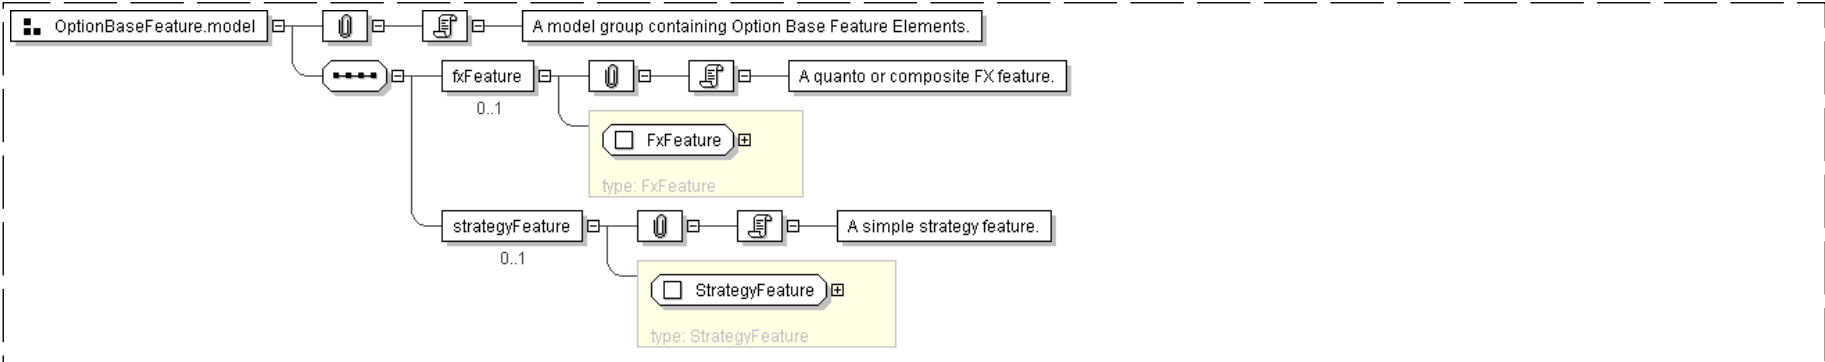 OptionBaseFeature.model
A model group containing Option Base Feature Elements.
fxFeature
A quanto or composite FX feature.
0..1
FxFeature
type: FxFeature
strategyFeature
A simple strategy feature.
0..1
StrategyFeature
type: StrategyFeature